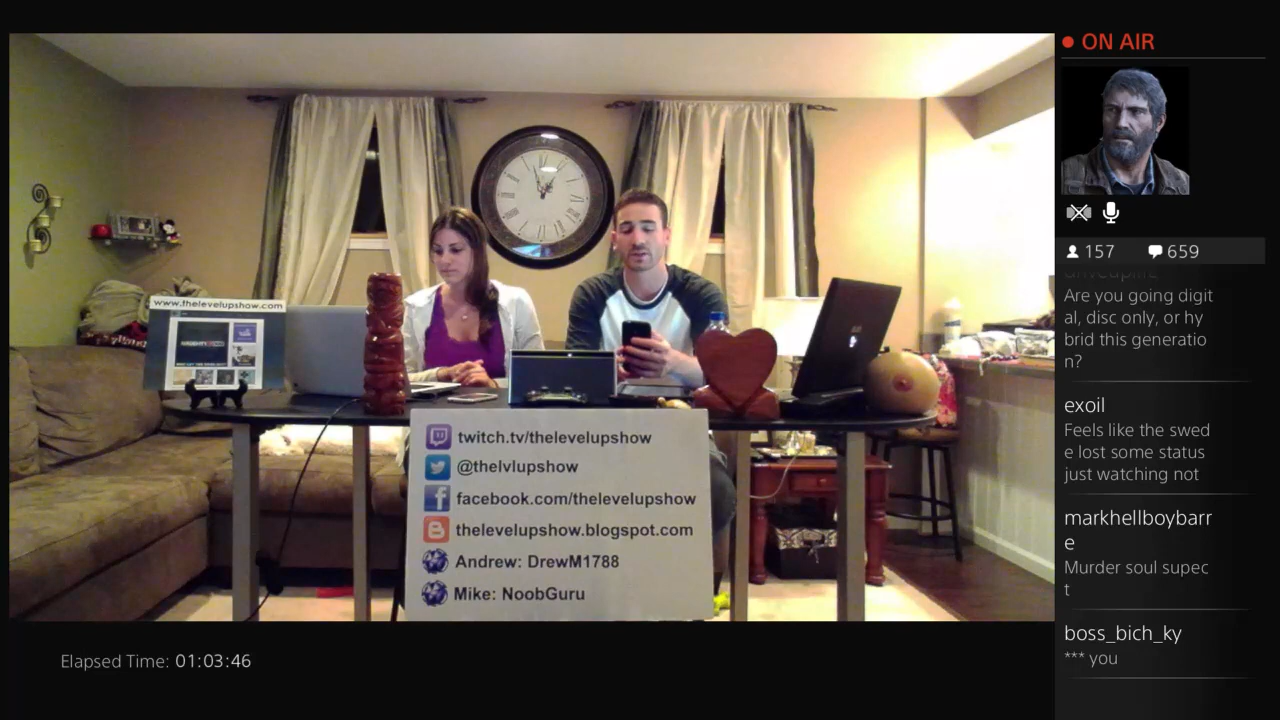 ON AIR
157 659
Are you going digit
al, disc only, or hy
brid this generatio
n?
exoil
Feels like the swed
e lost some status
just watching not
markhellboybarr
e
Murder soul supec
t
boss_bich_ky
*** you
www.thelevelupshow.com
twitch.tv/thelevelupshow
@thelvlupshow
facebook.com/thelevelupshow
thelevelupshow.blogspot.com
Andrew: DrewM1788
Mike: NoobGuru
Elapsed Time: 01:03:46